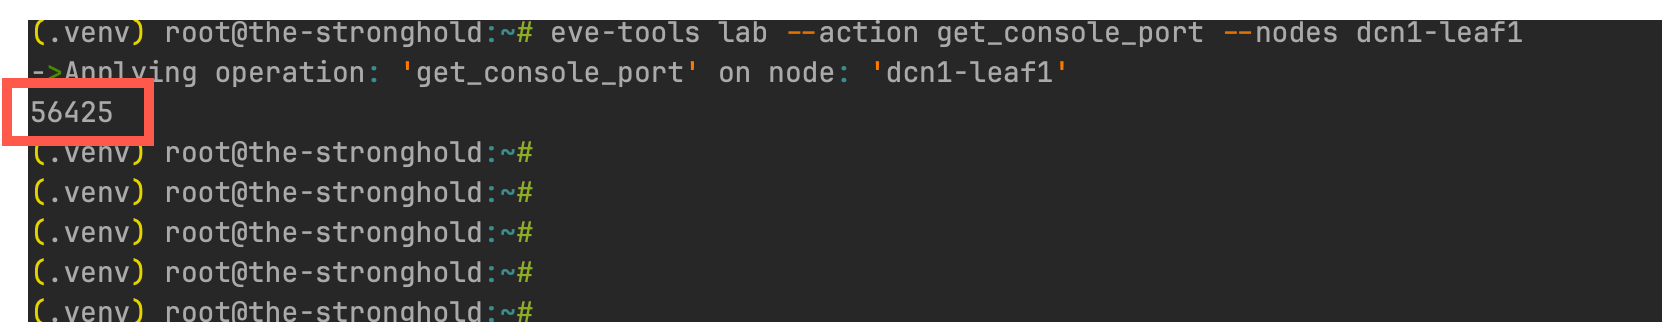 (.venv) root@the-stronghold:~# eve-tools lab --action get_console_port --nodes dcn1-leaf1
->Applying operation: 'get_console_port' on node: 'dcn1-leaf1'
56425
(.venv) root@the-stronghold:~#
(.venv) root@the-stronghold:~#
(.venv) root@the-stronghold:~#
(.venv) root@the-stronghold:~#
(.venv) root@the-stronghold:~#